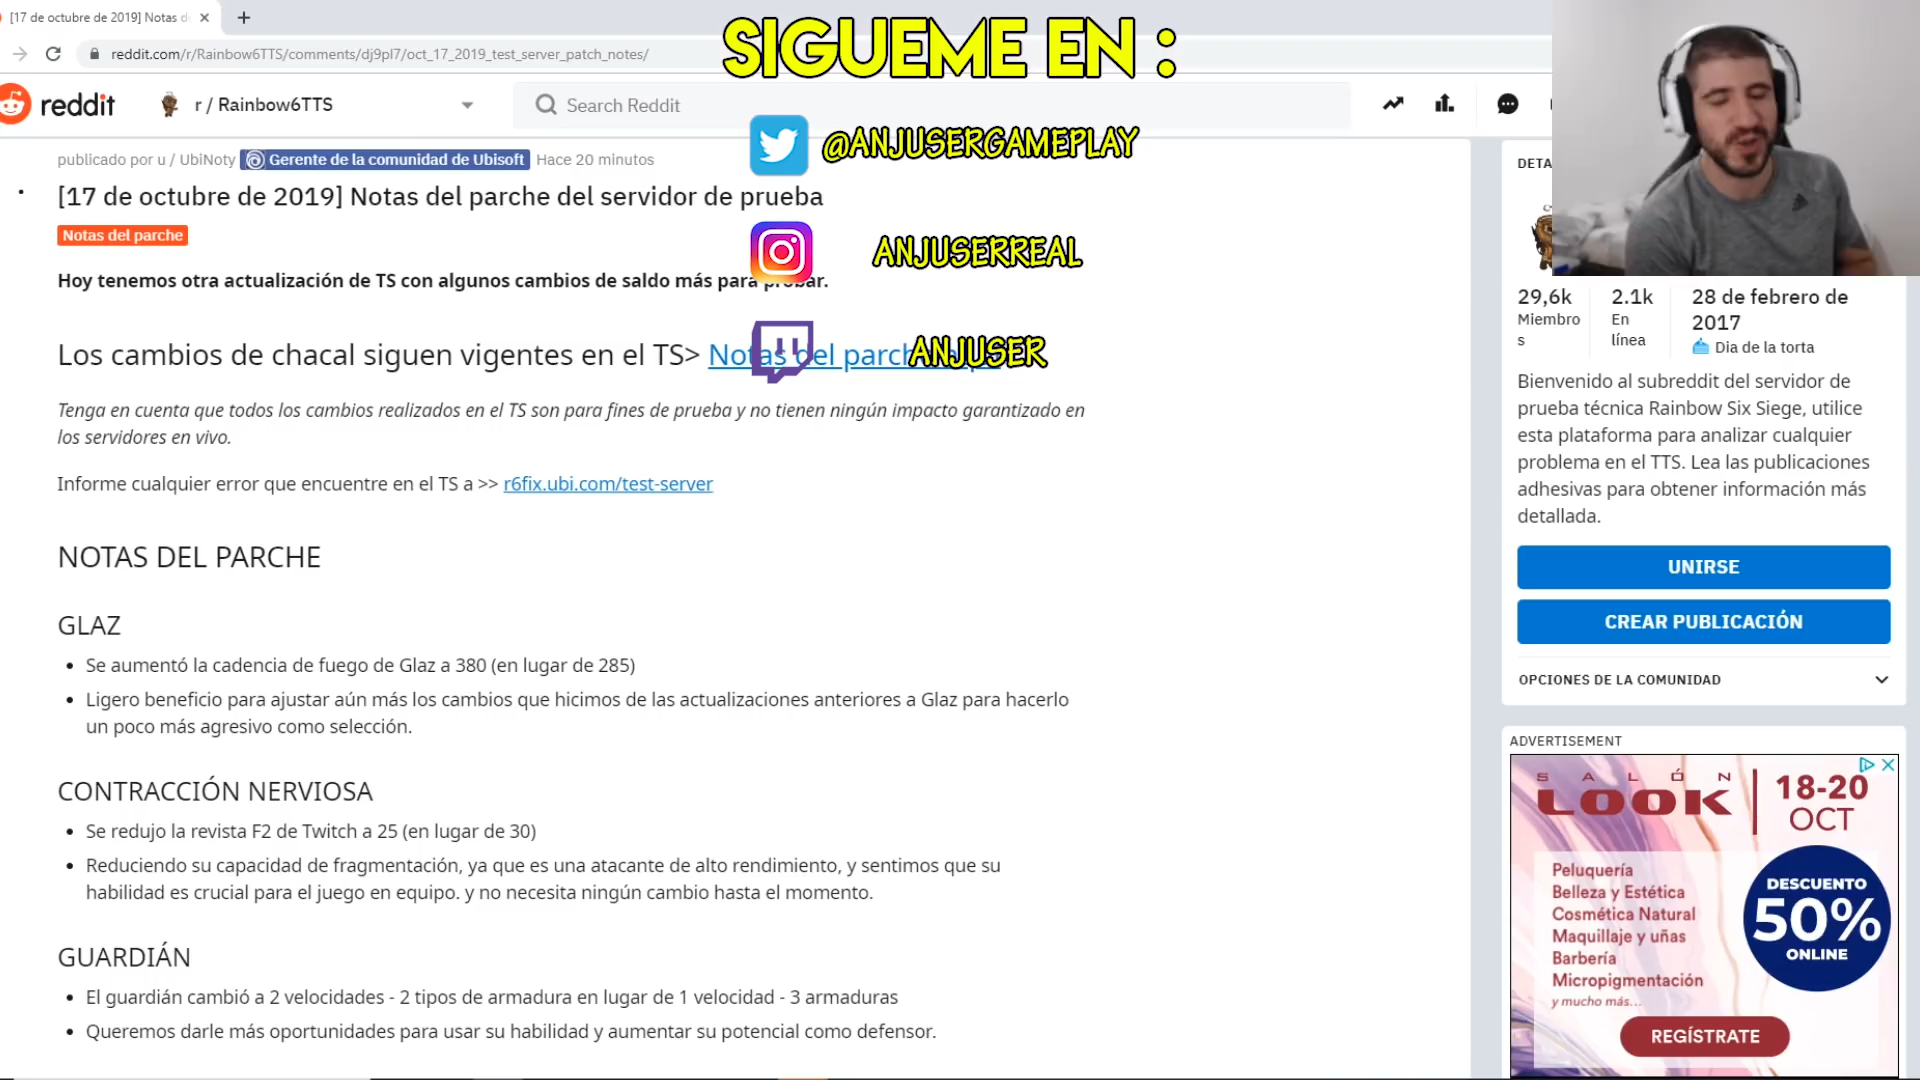 [17 de octubre de 2019] Notas d
reddit.com/r/Rainbow6TTS/comments/dj9pl7/oct_17_2019_test_server_patch_notes/
SIGUEME EN :
reddit
r / Rainbow6TTS
Search Reddit
@ANJUSERGAMEPLAY
publicado por u / UbiNoty
Gerente de la comunidad de Ubisoft
Hace 20 minutos
[17 de octubre de 2019] Notas del parche del servidor de prueba
Notas del parche
ANJUSERREAL
Hoy tenemos otra actualización de TS con algunos cambios de saldo más para probar.
Los cambios de chacal siguen vigentes en el TS> Notas del parch
ANJUSER
Tenga en cuenta que todos los cambios realizados en el TS son para fines de prueba y no tienen ningún impacto garantizado en
los servidores en vivo.
Informe cualquier error que encuentre en el TS a >> r6fix.ubi.com/test-server
NOTAS DEL PARCHE
GLAZ
• Se aumentó la cadencia de fuego de Glaz a 380 (en lugar de 285)
• Ligero beneficio para ajustar aún más los cambios que hicimos de las actualizaciones anteriores a Glaz para hacerlo
un poco más agresivo como selección.
CONTRACCIÓN NERVIOSA
• Se redujo la revista F2 de Twitch a 25 (en lugar de 30)
• Reduciendo su capacidad de fragmentación, ya que es una atacante de alto rendimiento, y sentimos que su
habilidad es crucial para el juego en equipo. y no necesita ningún cambio hasta el momento.
GUARDIÁN
• El guardián cambió a 2 velocidades - 2 tipos de armadura en lugar de 1 velocidad - 3 armaduras
• Queremos darle más oportunidades para usar su habilidad y aumentar su potencial como defensor.
DETA
29,6k
Miembro
s
2.1k
En
línea
28 de febrero de
2017
Dia de la torta
Bienvenido al subreddit del servidor de
prueba técnica Rainbow Six Siege, utilice
esta plataforma para analizar cualquier
problema en el TTS. Lea las publicaciones
adhesivas para obtener información más
detallada.
UNIRSE
CREAR PUBLICACIÓN
OPCIONES DE LA COMUNIDAD
ADVERTISEMENT
SALÓN
LOOK
18-20
OCT
Peluquería
Belleza y Estética
Cosmética Natural
Maquillaje y uñas
Barbería
Micropigmentación
y mucho más...
DESCUENTO
50%
ONLINE
REGÍSTRATE